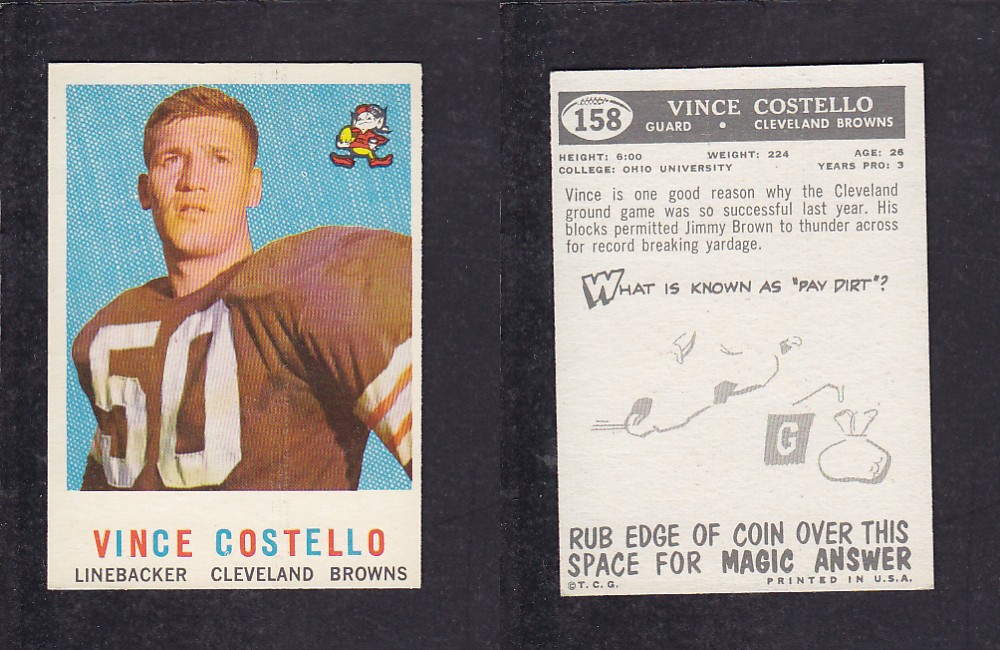 50
VINCE COSTELLO
LINEBACKER CLEVELAND BROWNS
158
VINCE COSTELLO
GUARD • CLEVELAND BROWNS
HEIGHT: 6:00 WEIGHT: 224 AGE: 26
COLLEGE: OHIO UNIVERSITY YEARS PRO: 3
Vince is one good reason why the Cleveland
ground game was so successful last year. His
blocks permitted Jimmy Brown to thunder across
for record breaking yardage.
WHAT IS KNOWN AS "PAY DIRT"?
G
RUB EDGE OF COIN OVER THIS
SPACE FOR MAGIC ANSWER
©T.C.G. PRINTED IN U.S.A.